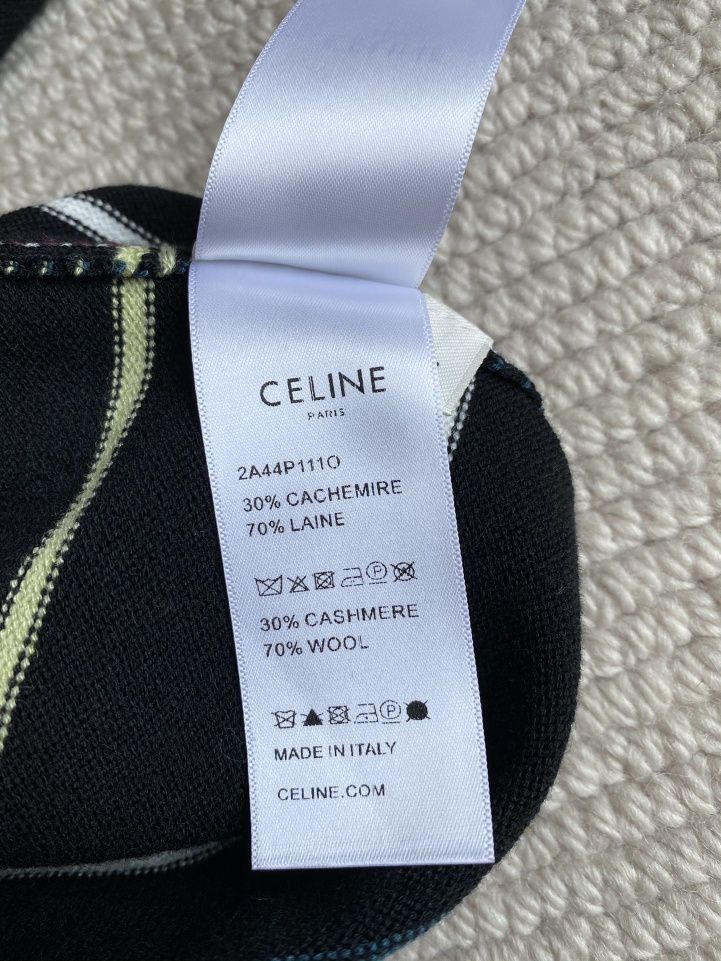 CELINE
PARIS
2A44P111O
30% CACHEMIRE
70% LAINE
30% CASHMERE
70% WOOL
MADE IN ITALY
CELINE.COM